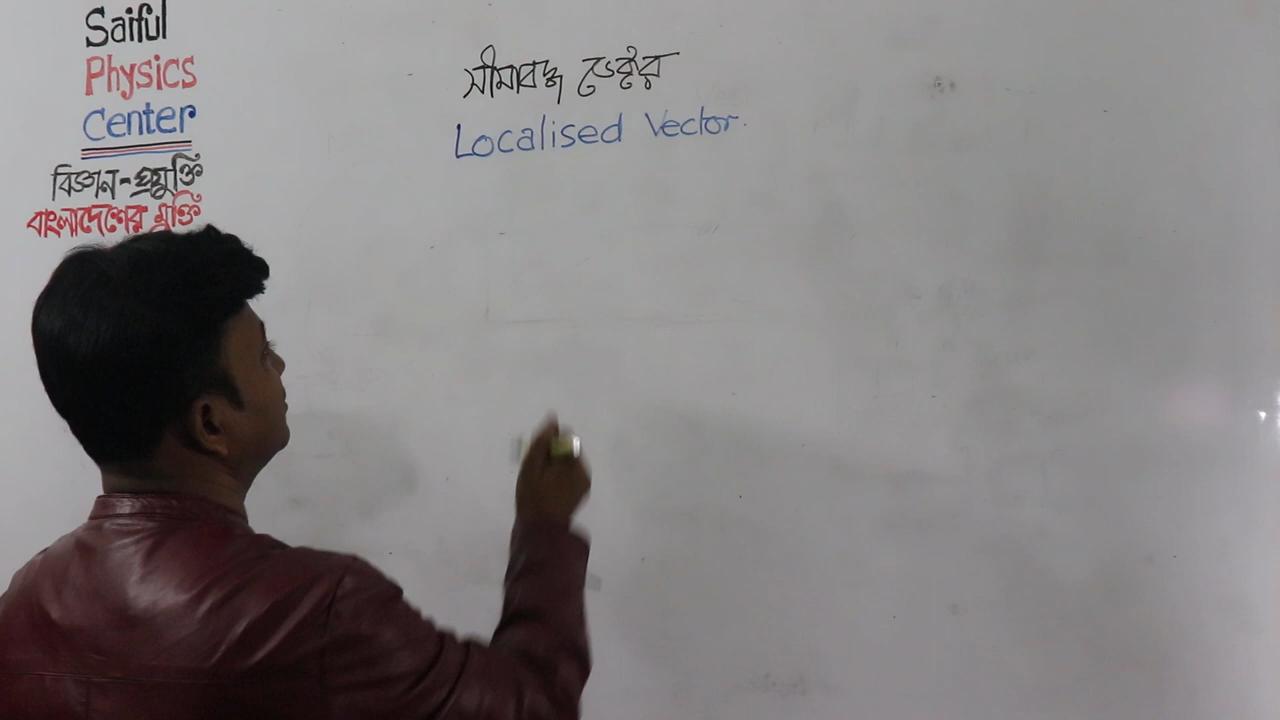 Saiful
Physics
Center
বিজ্ঞান-প্রযুক্তি
বাংলাদেশের মুক্তি
সীমাবদ্ধ ভেক্টর
Localised Vector.